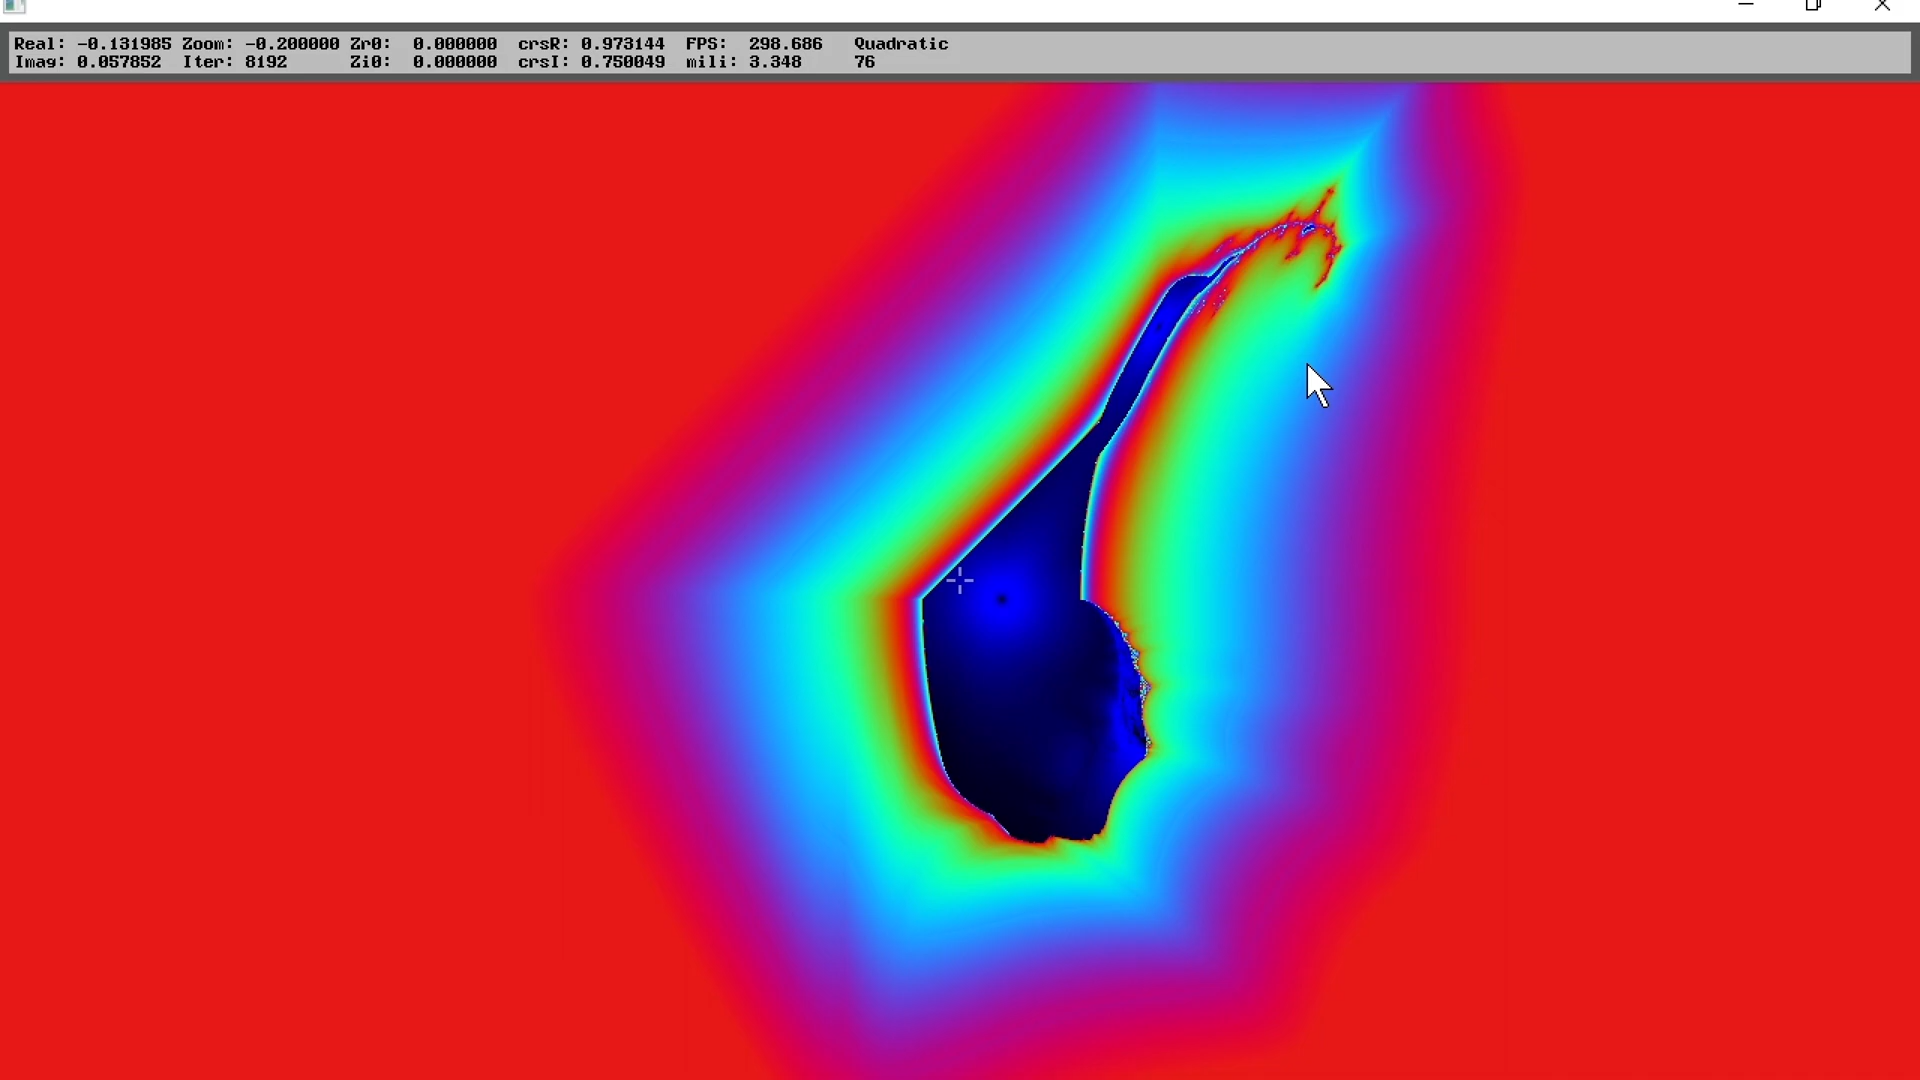 Real: -0.131985 Zoom: -0.200000 Zr0: 0.000000 crsR: 0.973144 FPS: 298.686 Quadratic
Imag: 0.057852 Iter: 8192 Zi0: 0.000000 crsI: 0.750049 mili: 3.348 76